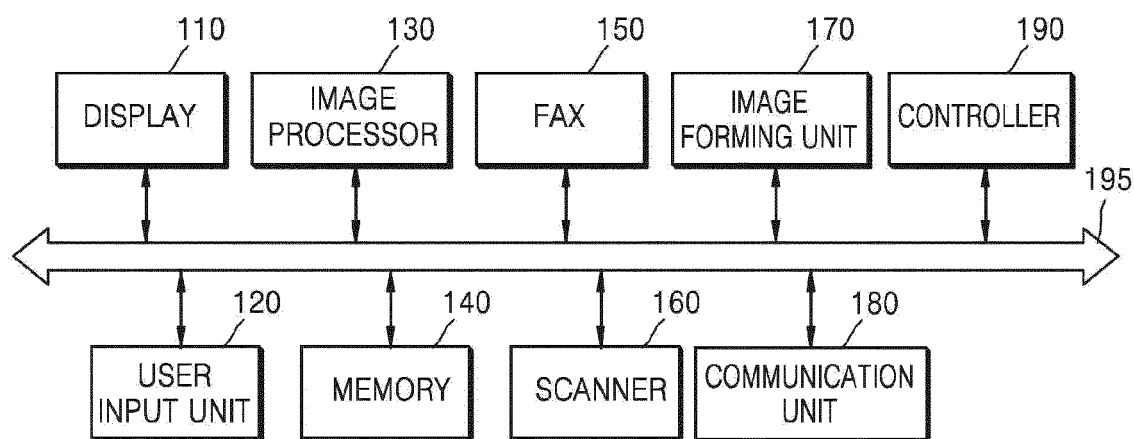 110
130
150
170
190
DISPLAY
IMAGE
PROCESSOR
FAX
IMAGE
FORMING UNIT
CONTROLLER
195
120
140
160
180
USER
INPUT UNIT
MEMORY
SCANNER
COMMUNICATION
UNIT